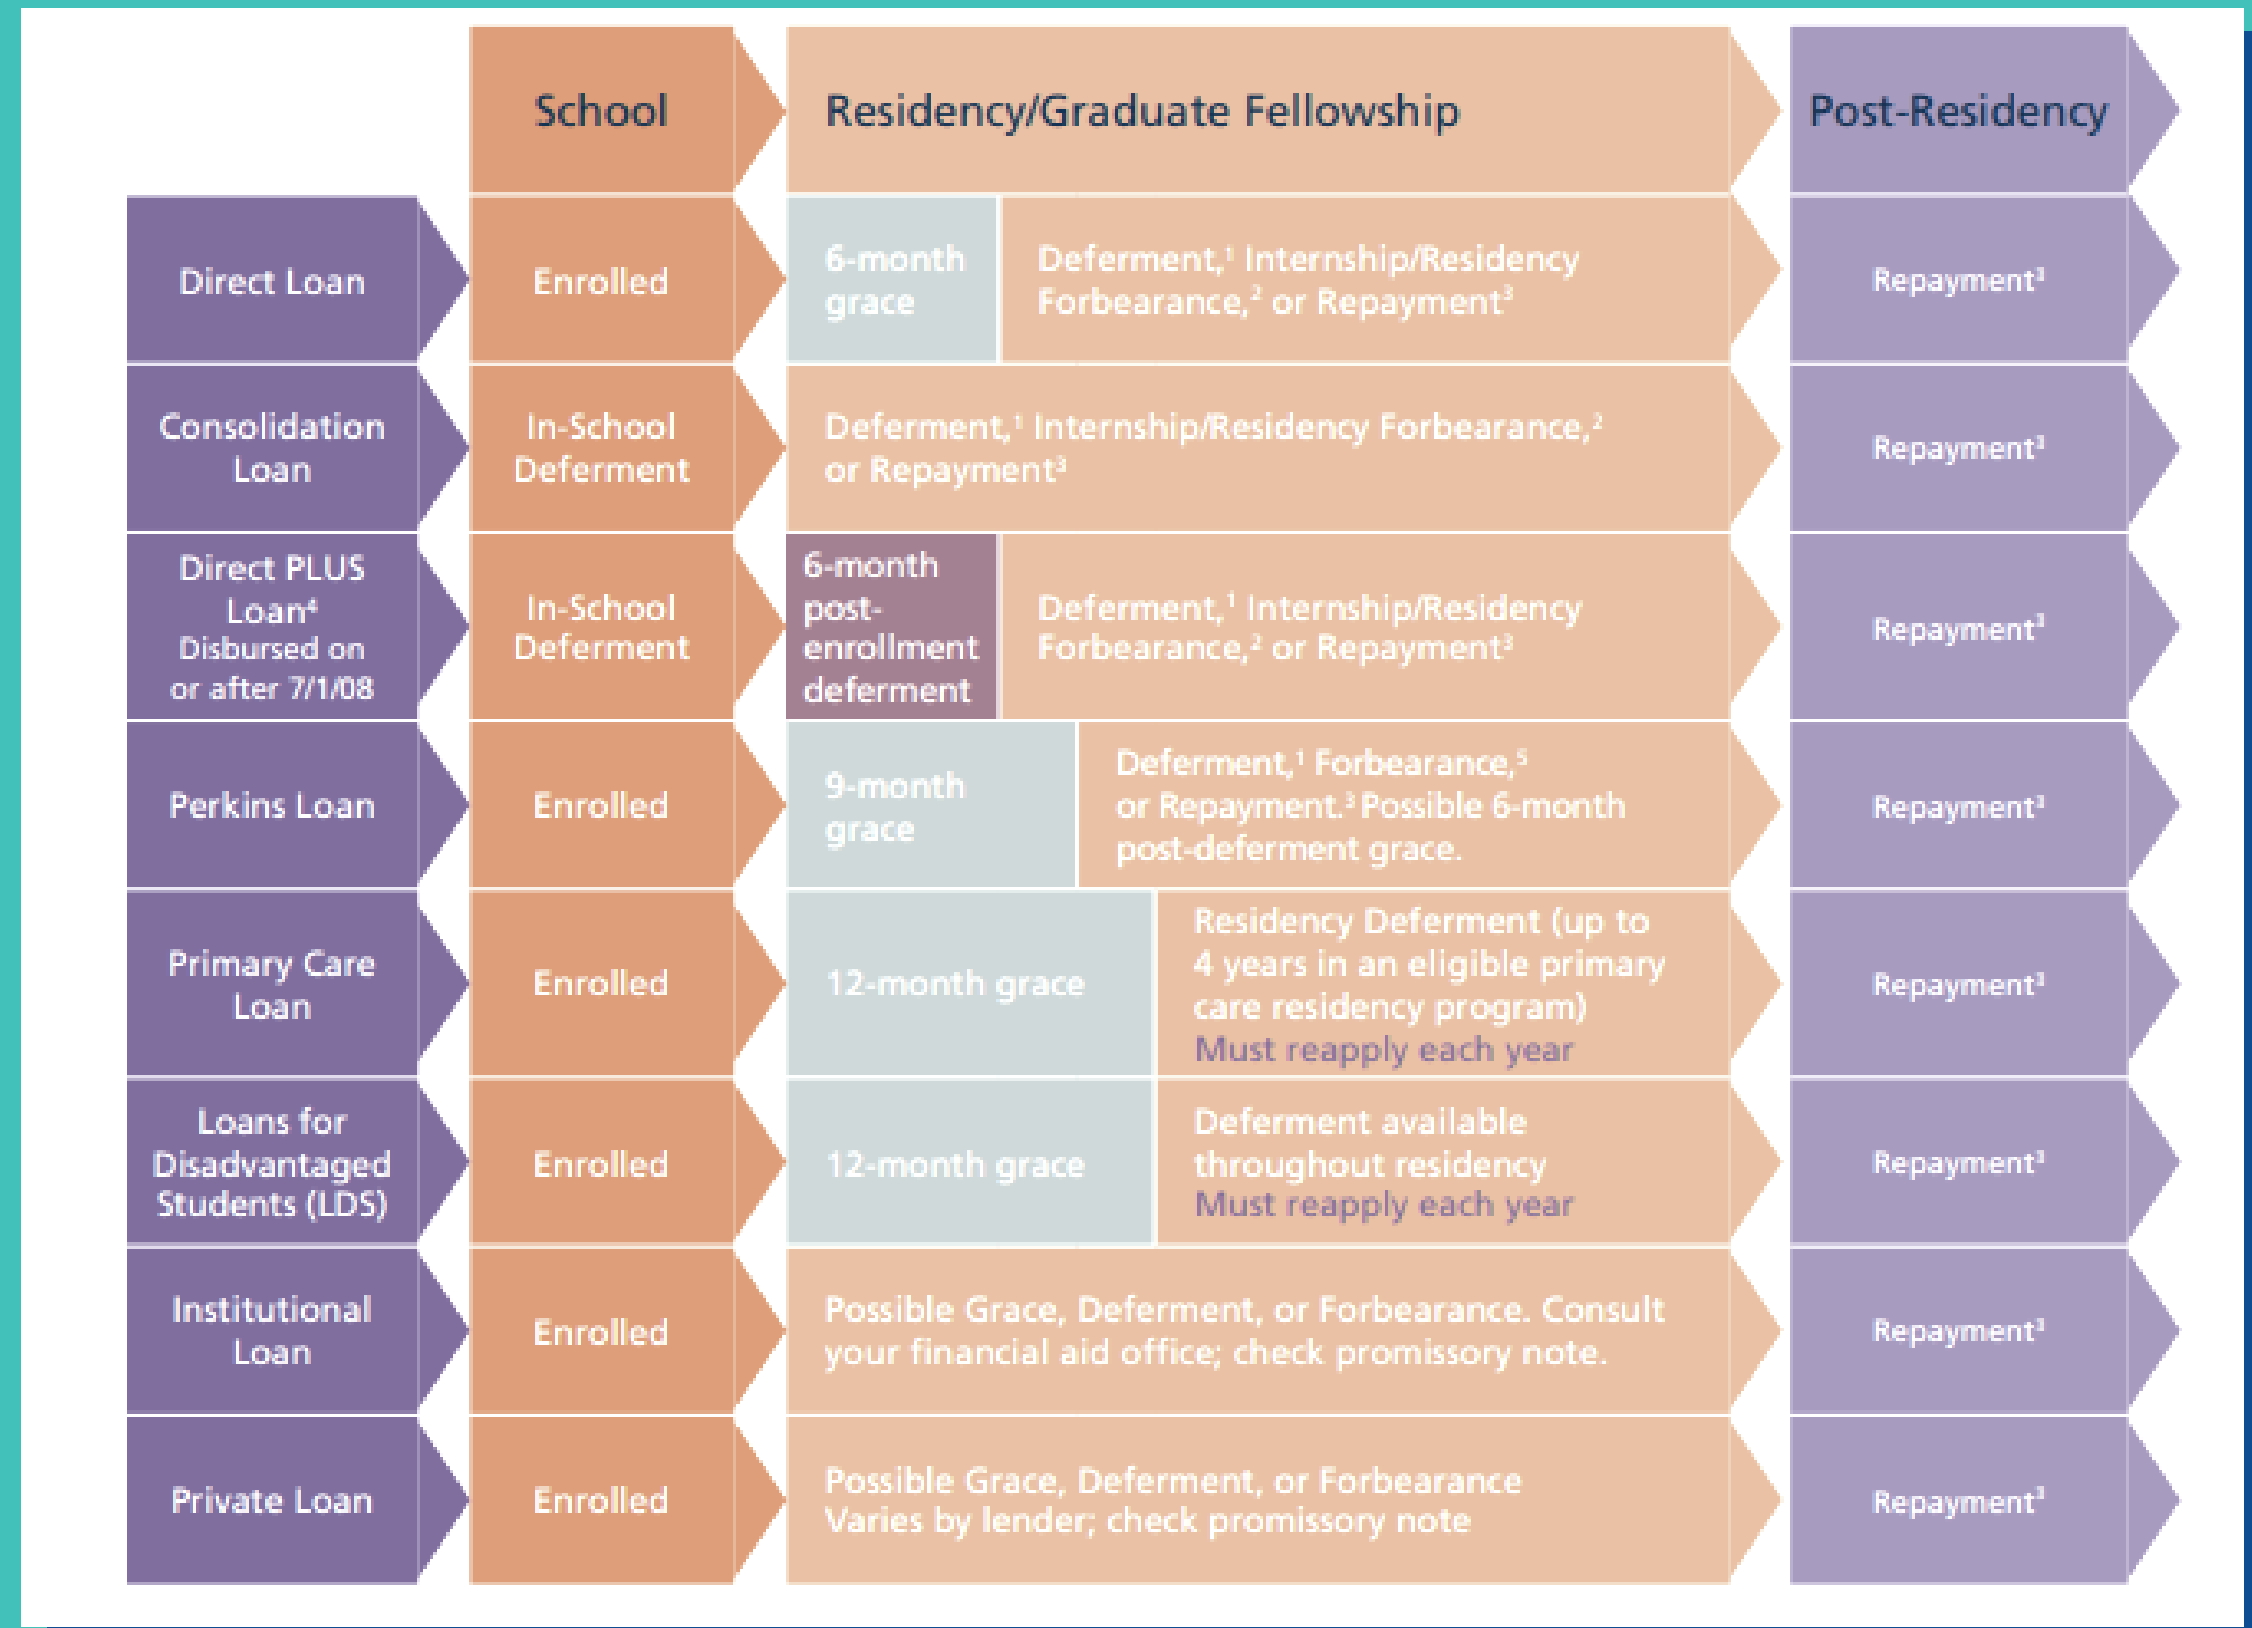 School
Residency/Graduate Fellowship
Post-Residency
Direct Loan
Enrolled
6-month
grace
Deferment,¹ Internship/Residency
Forbearance,² or Repayment³
Repayment³
Consolidation
Loan
In-School
Deferment
Deferment,¹ Internship/Residency Forbearance,²
or Repayment³
Repayment³
Direct PLUS
Loan⁴
Disbursed on
or after 7/1/08
In-School
Deferment
6-month
post-
enrollment
deferment
Deferment,¹ Internship/Residency
Forbearance,² or Repayment³
Repayment³
Perkins Loan
Enrolled
9-month
grace
Deferment,¹ Forbearance,⁵
or Repayment.³ Possible 6-month
post-deferment grace.
Repayment³
Primary Care
Loan
Enrolled
12-month grace
Residency Deferment (up to
4 years in an eligible primary
care residency program)
Must reapply each year
Repayment³
Loans for
Disadvantaged
Students (LDS)
Enrolled
12-month grace
Deferment available
throughout residency
Must reapply each year
Repayment³
Institutional
Loan
Enrolled
Possible Grace, Deferment, or Forbearance. Consult
your financial aid office; check promissory note.
Repayment³
Private Loan
Enrolled
Possible Grace, Deferment, or Forbearance
Varies by lender; check promissory note
Repayment³